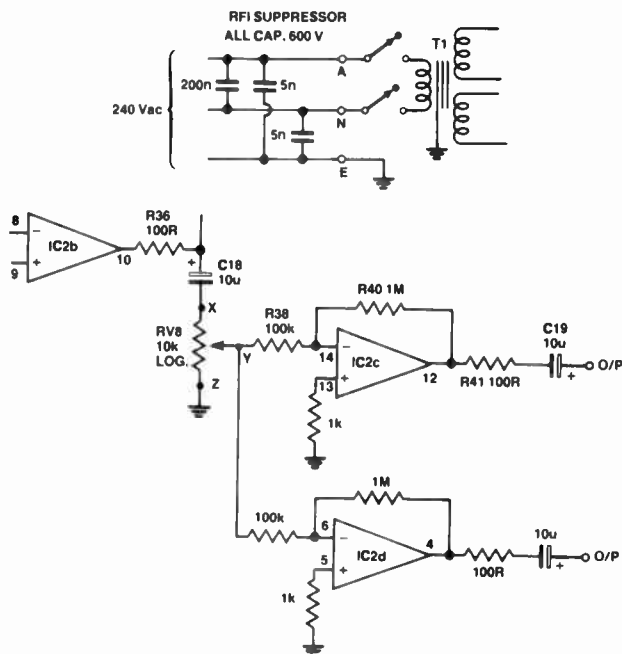 RFI SUPPRESSOR
ALL CAP. 600 V
T1
A
200n
5n
240 Vac
N
5n
E
8
R36
100R
IC2b
9
10
+
C18
10u
X
R40 1M
R38
100k
RV8
10k
LOG.
Y
14
IC2c
C19
10u
O/P
Z
13
12
R41 100R
+
1k
1M
100k
6
IC2d
4
10u
O/P
5
100R
+
1k